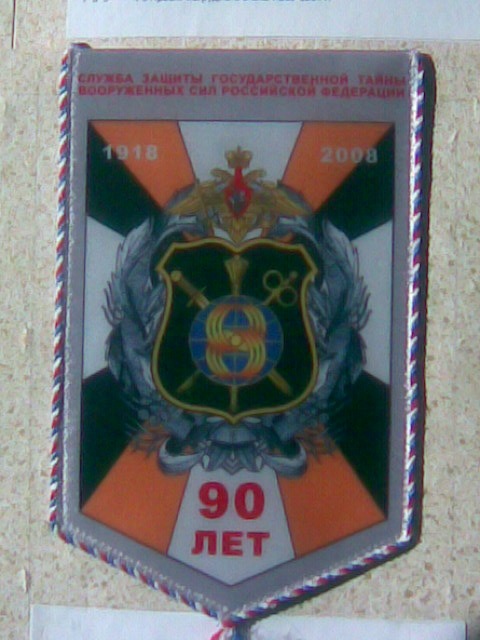 СЛУЖБА ЗАЩИТЫ ГОСУДАРСТВЕННОЙ ТАЙНЫ
ВООРУЖЕННЫХ СИЛ РОССИЙСКОЙ ФЕДЕРАЦИИ
1918 2008
90
ЛЕТ